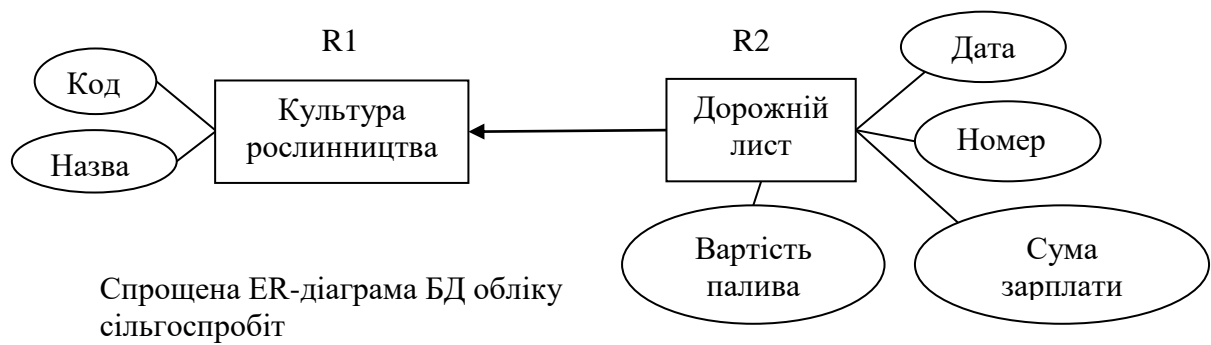 R1
R2
Код
Назва
Культура
рослинництва
Дорожній
лист
Дата
Номер
Вартість
палива
Сума
зарплати
Спрощена ER-діаграма БД обліку
сільгоспробіт